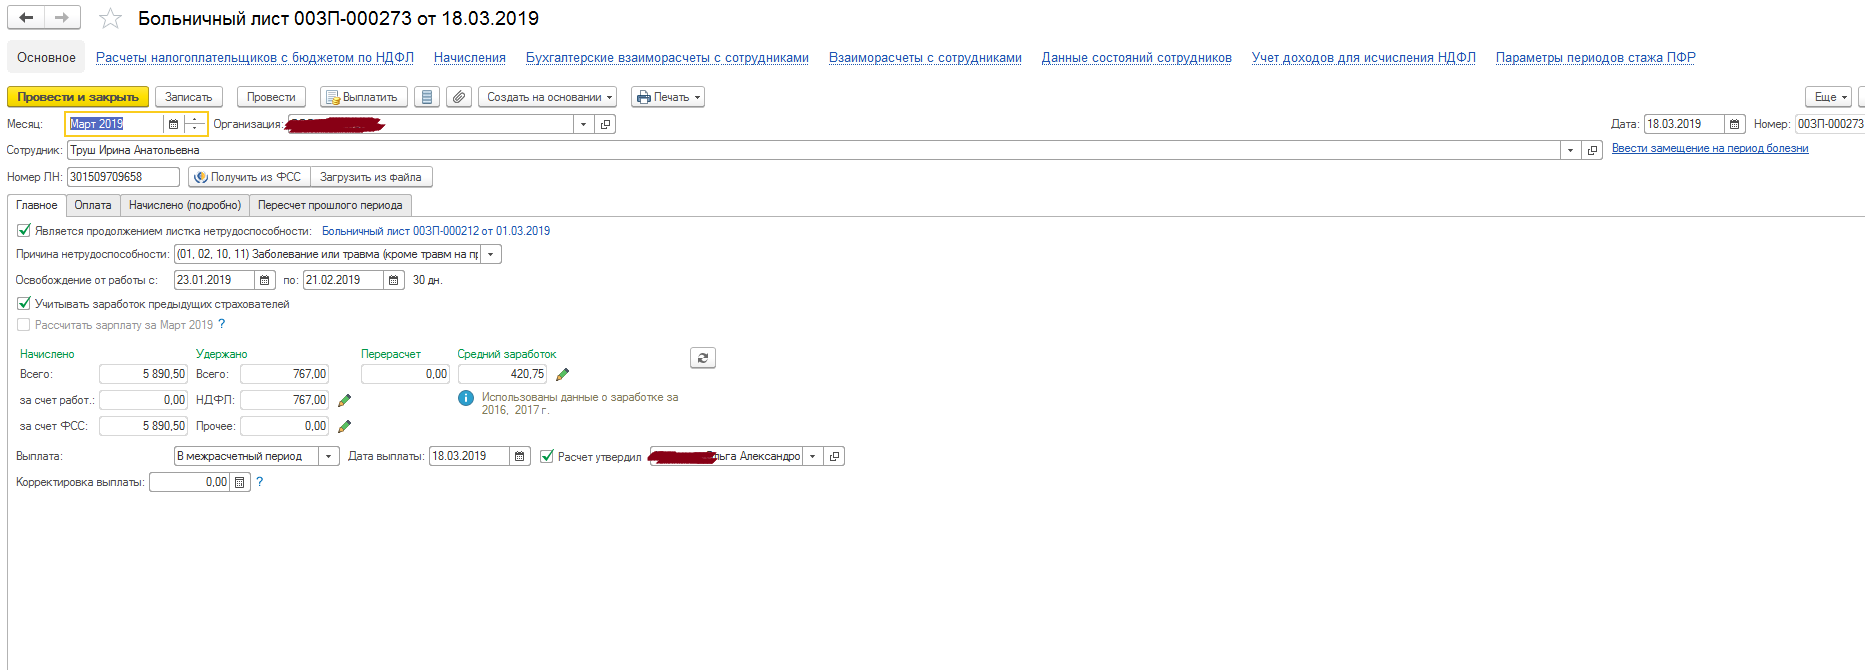 Больничный лист 003П-000273 от 18.03.2019
Основное Расчеты налогоплательщиков с бюджетом по НДФЛ Начисления Бухгалтерские взаиморасчеты с сотрудниками Взаиморасчеты с сотрудниками Данные состояний сотрудников Учет доходов для исчисления НДФЛ Параметры периодов стажа ПФР
Провести и закрыть Записать Провести Выплатить Создать на основании Печать Еще
Месяц: Март 2019 Организация: Дата: 18.03.2019 Номер: 003П-000273
Сотрудник: Труш Ирина Анатольевна Ввести замещение на период болезни
Номер ЛН: 301509709658 Получить из ФСС Загрузить из файла
Главное Оплата Начислено (подробно) Пересчет прошлого периода
Является продолжением листка нетрудоспособности: Больничный лист 003П-000212 от 01.03.2019
Причина нетрудоспособности: (01, 02, 10, 11) Заболевание или травма (кроме травм на пр
Освобождение от работы с: 23.01.2019 по: 21.02.2019 30 дн.
Учитывать заработок предыдущих страхователей
Рассчитать зарплату за Март 2019 ?
Начислено Удержано Перерасчет Средний заработок
Всего: 5 890,50 Всего: 767,00 0,00 420,75
за счет работ.: 0,00 НДФЛ: 767,00 Использованы данные о заработке за
2016, 2017 г.
за счет ФСС: 5 890,50 Прочее: 0,00
Выплата: В межрасчетный период Дата выплаты: 18.03.2019 Расчет утвердил льга Александро
Корректировка выплаты: 0,00 ?